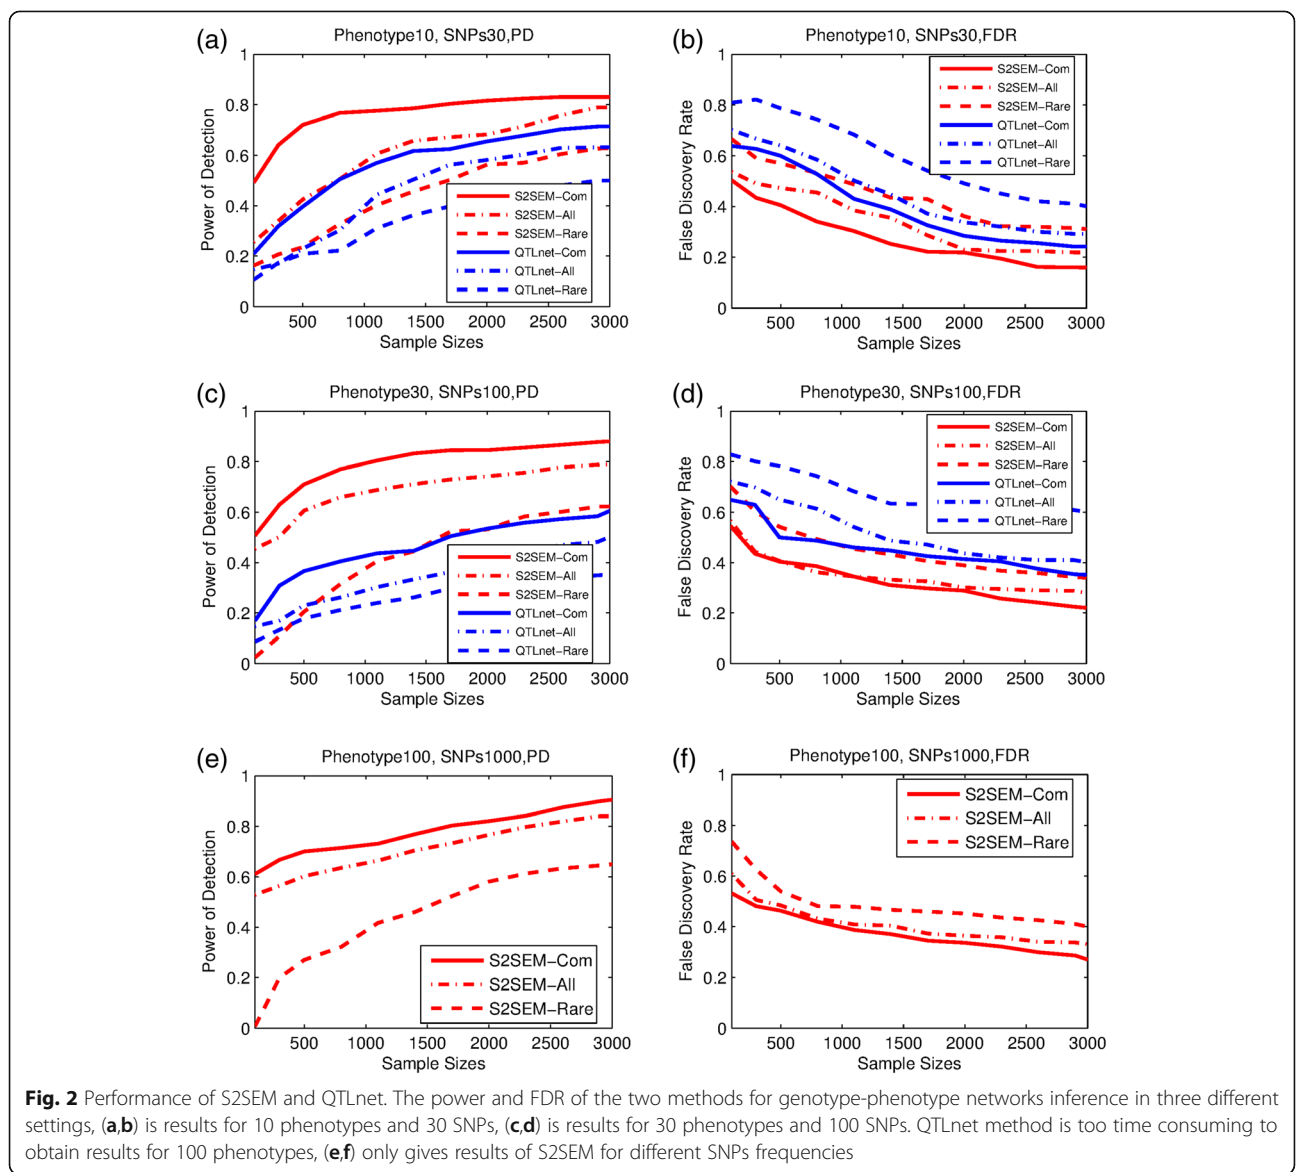 (a)
Phenotype10, SNPs30,PD
Power of Detection
1
0.8
0.6
0.4
0.2
0
S2SEM−Com
S2SEM−All
S2SEM−Rare
QTLnet−Com
QTLnet−All
QTLnet−Rare
500 1000 1500 2000 2500 3000
Sample Sizes
(b)
Phenotype10, SNPs30,FDR
False Discovery Rate
1
0.8
0.6
0.4
0.2
0
S2SEM−Com
S2SEM−All
S2SEM−Rare
QTLnet−Com
QTLnet−All
QTLnet−Rare
500 1000 1500 2000 2500 3000
Sample Sizes
(c)
Phenotype30, SNPs100,PD
Power of Detection
1
0.8
0.6
0.4
0.2
0
S2SEM−Com
S2SEM−All
S2SEM−Rare
QTLnet−Com
QTLnet−All
QTLnet−Rare
500 1000 1500 2000 2500 3000
Sample Sizes
(d)
Phenotype30, SNPs100,FDR
False Discovery Rate
1
0.8
0.6
0.4
0.2
0
S2SEM−Com
S2SEM−All
S2SEM−Rare
QTLnet−Com
QTLnet−All
QTLnet−Rare
500 1000 1500 2000 2500 3000
Sample Sizes
(e)
Phenotype100, SNPs1000,PD
Power of Detection
1
0.8
0.6
0.4
0.2
0
S2SEM−Com
S2SEM−All
S2SEM−Rare
500 1000 1500 2000 2500 3000
Sample Sizes
(f)
Phenotype100, SNPs1000,FDR
False Discovery Rate
1
0.8
0.6
0.4
0.2
0
S2SEM−Com
S2SEM−All
S2SEM−Rare
500 1000 1500 2000 2500 3000
Sample Sizes
Fig. 2 Performance of S2SEM and QTLnet. The power and FDR of the two methods for genotype-phenotype networks inference in three different
settings, (a,b) is results for 10 phenotypes and 30 SNPs, (c,d) is results for 30 phenotypes and 100 SNPs. QTLnet method is too time consuming to
obtain results for 100 phenotypes, (e,f) only gives results of S2SEM for different SNPs frequencies